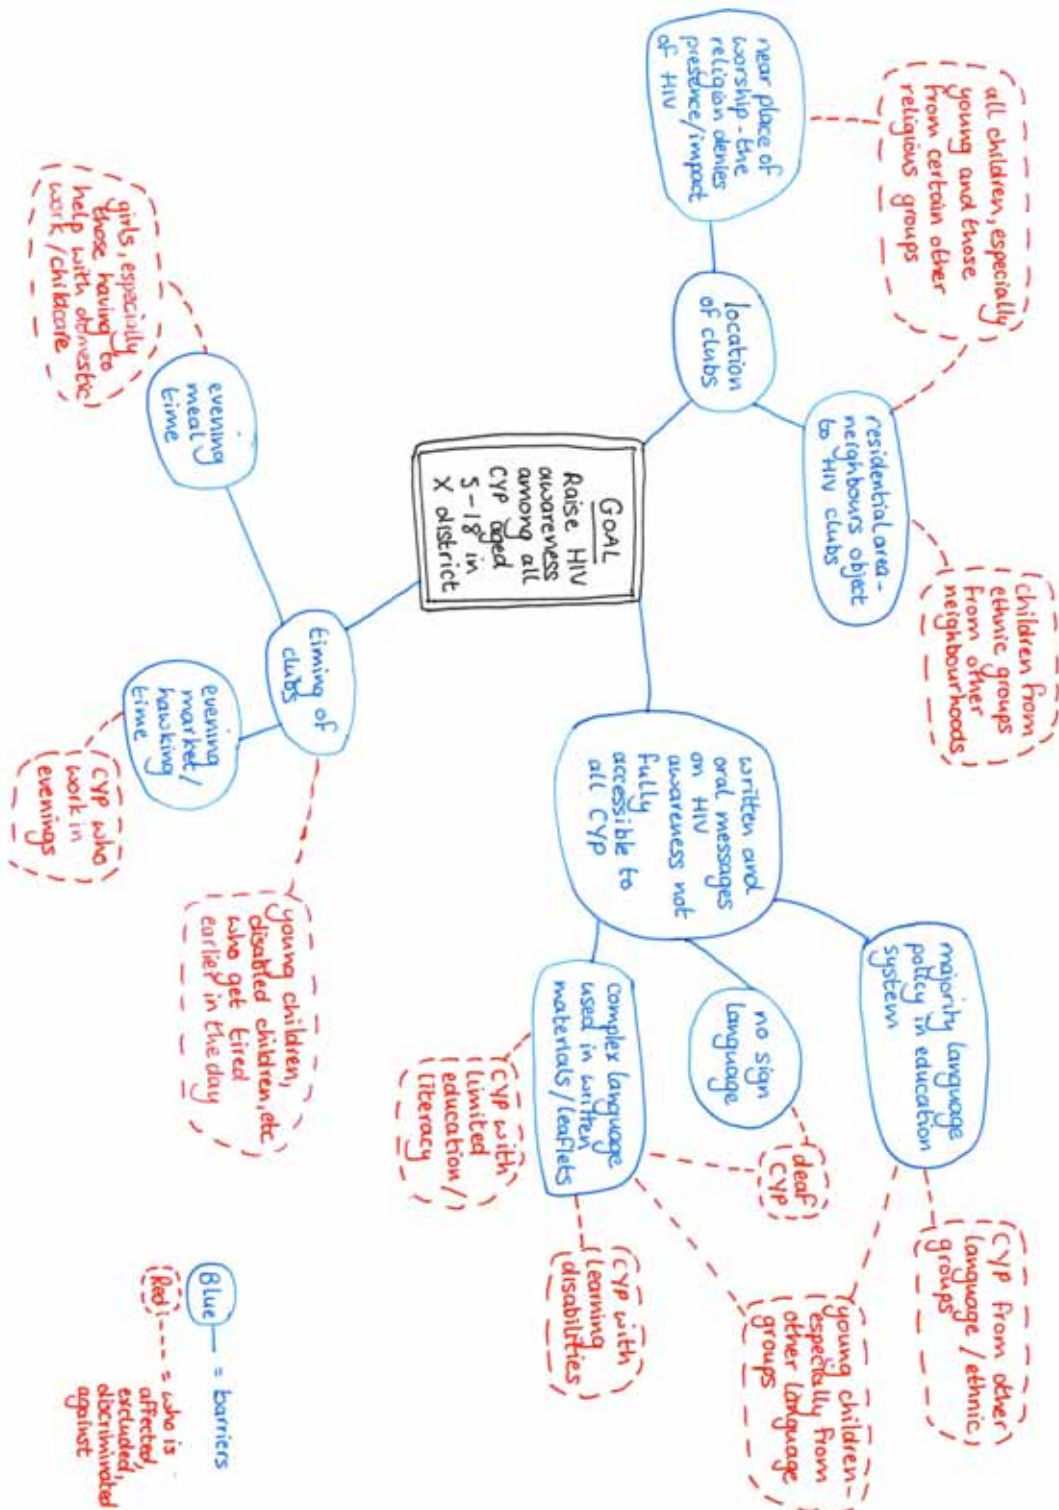 all children, especially
young and those
from certain other
religious groups
near place of
worship - the
religion denies
presence/impact
of HIV
location
of clubs
residential area -
neighbours object
to HIV clubs
children from
ethnic groups
from other
neighbourhoods
GOAL
Raise HIV
awareness
among all
CYP aged
5-18 in
X district
written and
oral messages
on HIV
awareness not
fully
accessible to
all CYP
majority language
policy in education
system
CYP from other
language/ethnic
groups
young children -
especially from
other language
groups
no sign
language
deaf
CYP
complex language
used in written
materials/leaflets
CYP with
limited
education/
literacy
CYP with
learning
disabilities
timing of
clubs
evening
meal
time
girls, especially
those having to
help with domestic
work/childcare
evening
market/
hawking
time
CYP who
work in
evenings
young children,
disabled children, etc
who get tired
earlier in the day
Blue = barriers
Red = who is
affected,
excluded,
discriminated
against